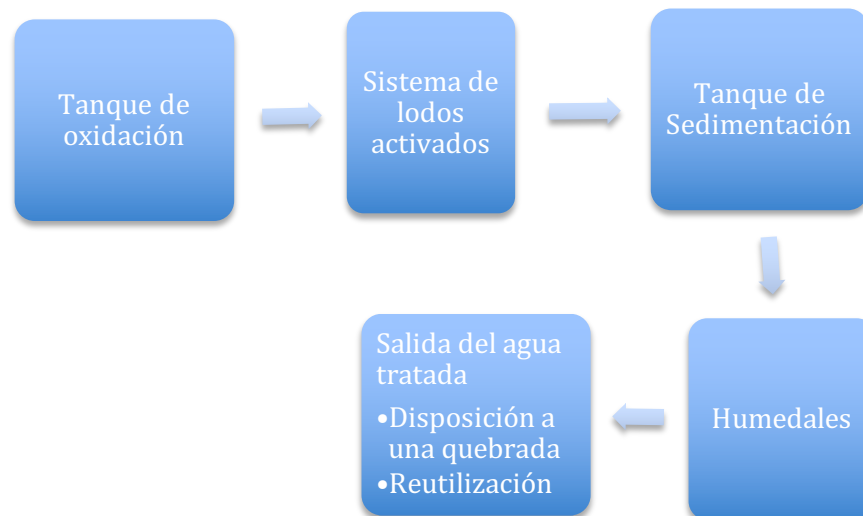 Tanque de
oxidación
Sistema de
lodos
activados
Tanque de
Sedimentación
Humedales
Salida del agua
tratada
•Disposición a
una quebrada
•Reutilización